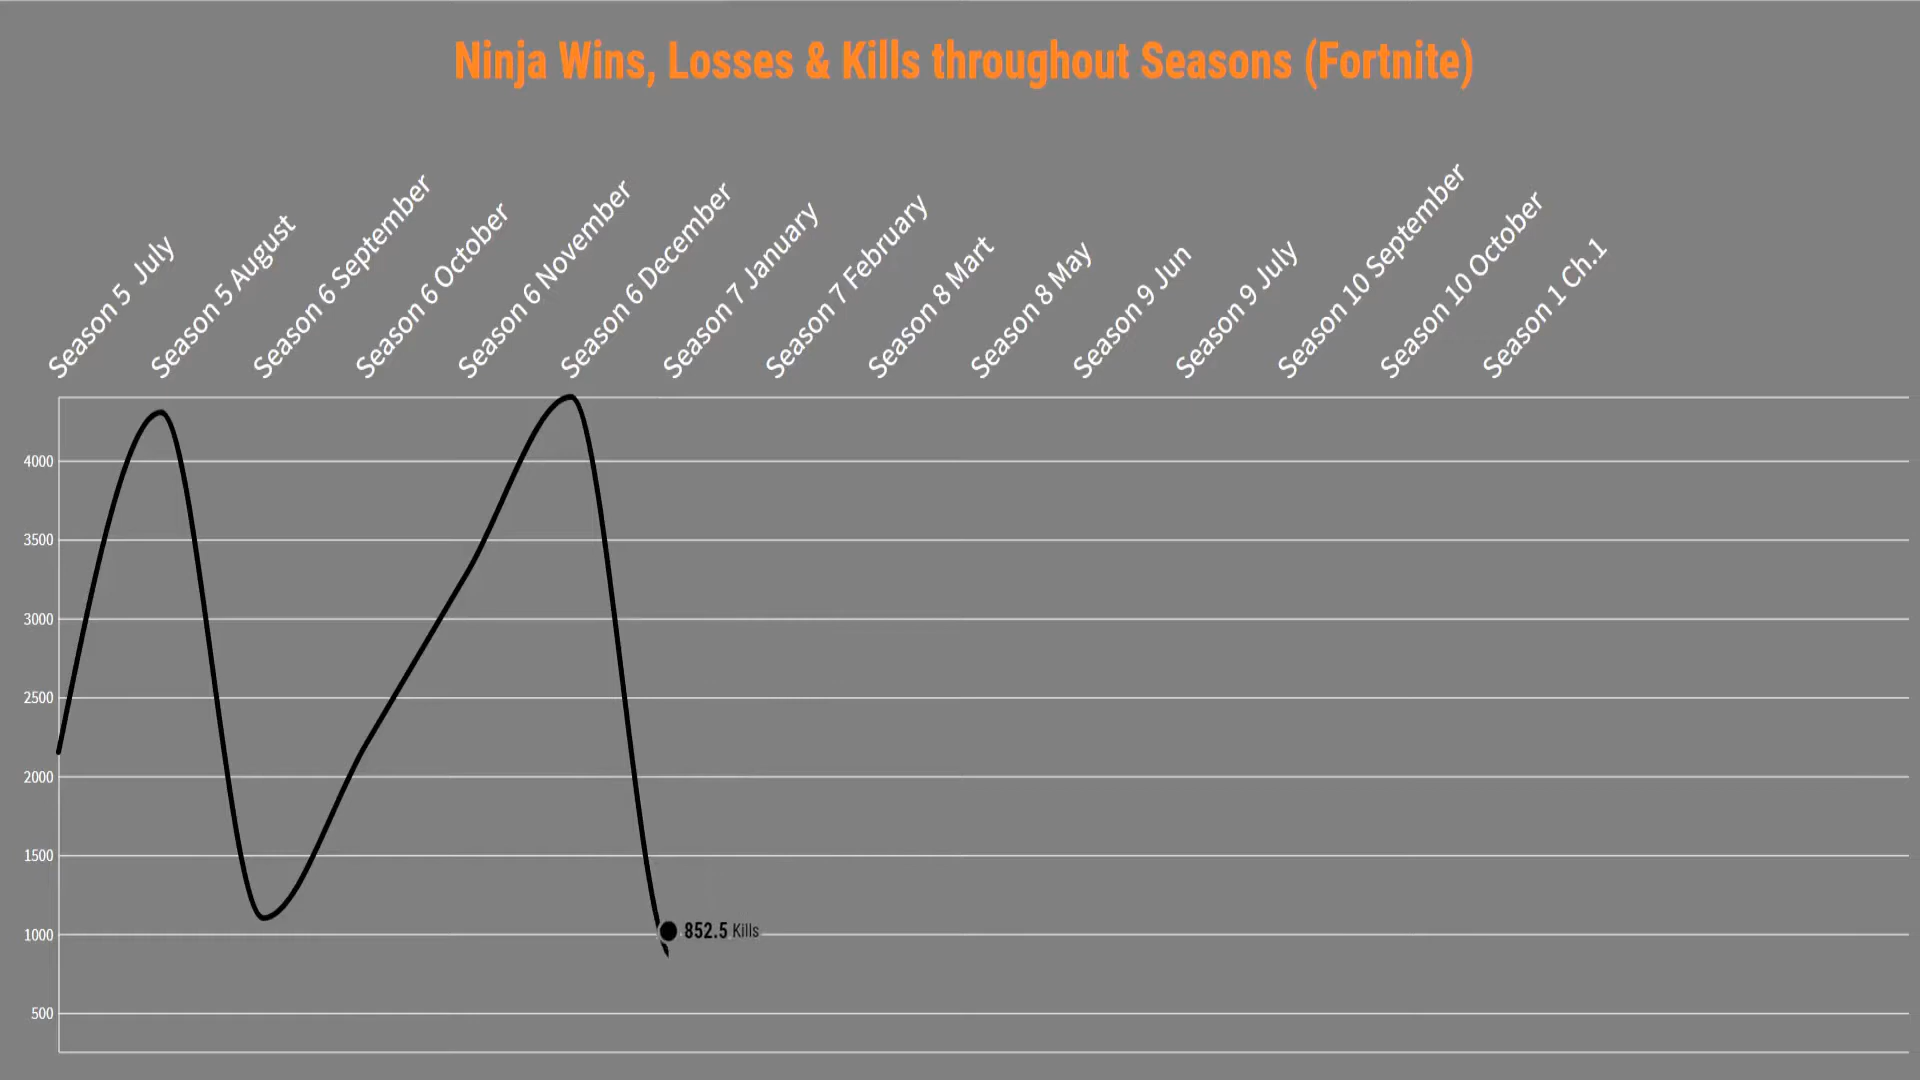 Ninja Wins, Losses & Kills throughout Seasons (Fortnite)
Season 5 July
Season 5 August
Season 6 September
Season 6 October
Season 6 November
Season 6 December
Season 7 January
Season 7 February
Season 8 Mart
Season 8 May
Season 9 Jun
Season 9 July
Season 10 September
Season 10 October
Season 1 Ch.1
4000
3500
3000
2500
2000
1500
1000
852.5 Kills
500